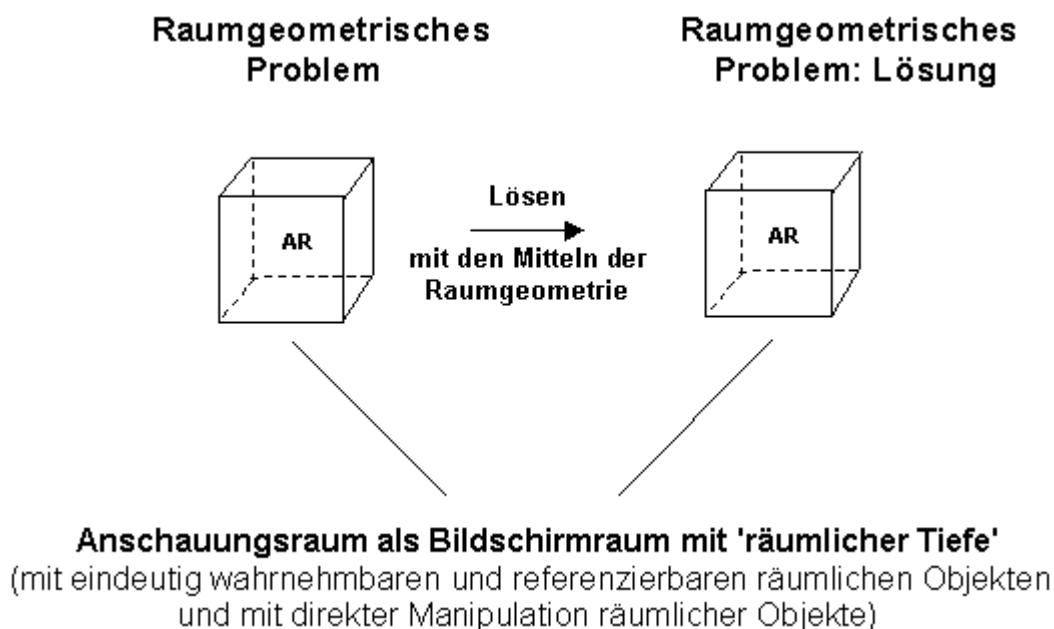 Raumgeometrisches
Problem
Raumgeometrisches
Problem: Lösung
AR
Lösen
mit den Mitteln der
Raumgeometrie
AR
Anschauungsraum als Bildschirmraum mit 'räumlicher Tiefe'
(mit eindeutig wahrnehmbaren und referenzierbaren räumlichen Objekten
und mit direkter Manipulation räumlicher Objekte)